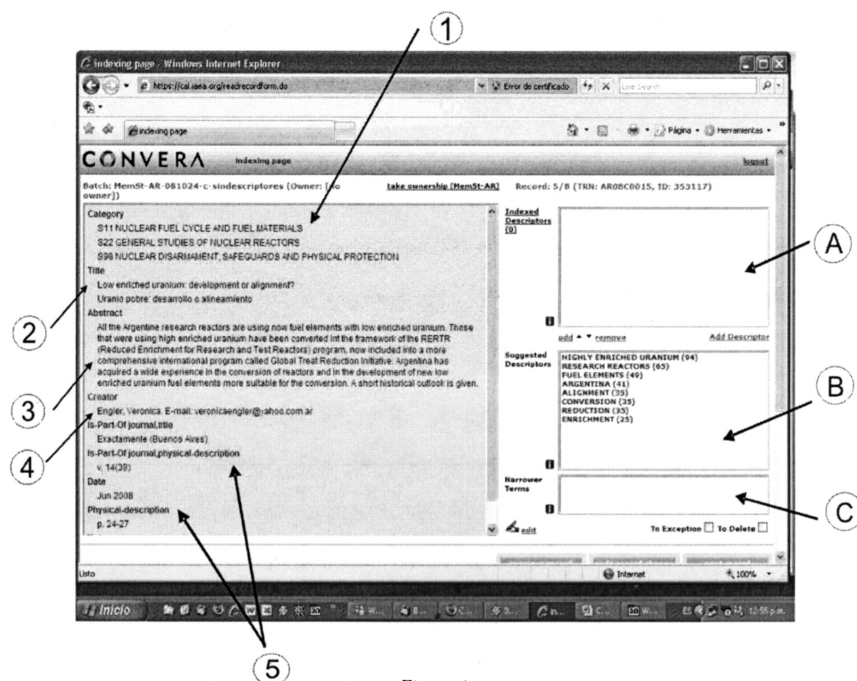 1
indexing page - Windows Internet Explorer
https://cal.iaea.org/readrecordform.do
Error de certificado
Live Search
indexing page
Página
Herramientas
CONVERA indexing page
logout
Batch: MemSt-AR-081024-c-sindescriptores (Owner: [no owner])
take ownership [MemSt-AR]
Record: 5/8 (TRN: AR0BC0015, ID: 353117)
Category
S11 NUCLEAR FUEL CYCLE AND FUEL MATERIALS
S22 GENERAL STUDIES OF NUCLEAR REACTORS
S98 NUCLEAR DISARMAMENT, SAFEGUARDS AND PHYSICAL PROTECTION
Title
Low enriched uranium: development or alignment?
Uranio pobre: desarrollo o alineamiento
Abstract
All the Argentine research reactors are using now fuel elements with low enriched uranium. Those
that were using high enriched uranium have been converted int the framework of the RERTR
(Reduced Enrichment for Research and Test Reactors) program, now included into a more
comprehensive international program called Global Treat Reduction Initiative. Argentina has
acquired a wide experience in the conversion of reactors and in the development of new low
enriched uranium fuel elements more suitable for the conversion. A short historical outlook is given.
Creator
Engler, Veronica. E-mail: veronicaengler@yahoo.com.ar
Is-Part-Of journal,title
Exactamente (Buenos Aires)
Is-Part-Of journal,physical-description
v. 14(39)
Date
Jun 2008
Physical-description
p. 24-27
2
3
4
5
Indexed
Descriptors
(0)
A
add remove
Add Descriptor
Suggested
Descriptors
HIGHLY ENRICHED URANIUM (94)
RESEARCH REACTORS (65)
FUEL ELEMENTS (49)
ARGENTINA (41)
ALIGNMENT (35)
CONVERSION (35)
REDUCTION (35)
ENRICHMENT (25)
B
Narrower
Terms
C
edit
To Exception
To Delete
Listo
Internet
100%
Inicio
ES
12:56 p.m.